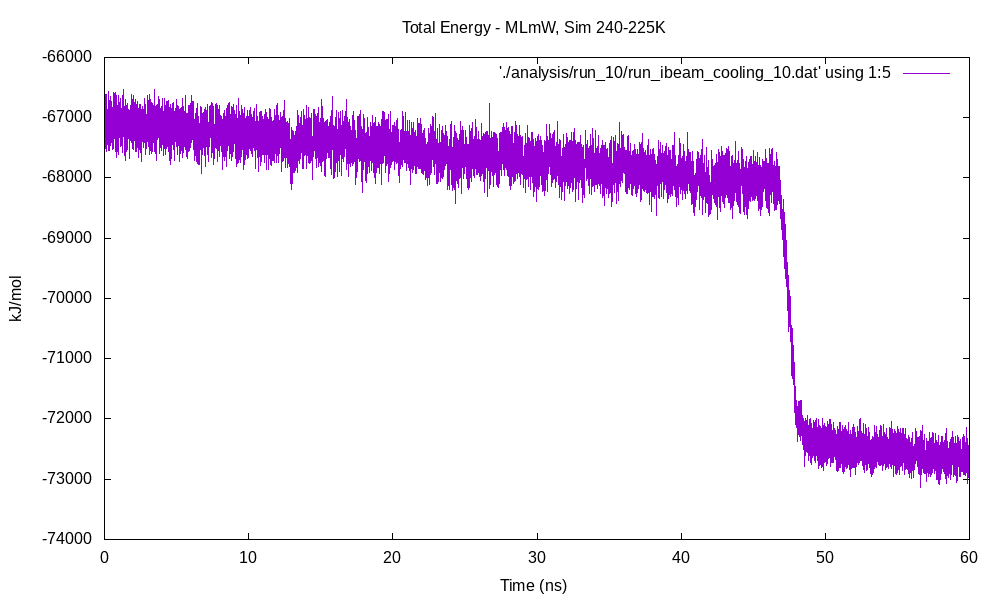 Total Energy - MLmW, Sim 240-225K
'./analysis/run_10/run_ibeam_cooling_10.dat' using 1:5
-66000
-67000
-68000
-69000
-70000
-71000
-72000
-73000
-74000
kJ/mol
0 10 20 30 40 50 60
Time (ns)